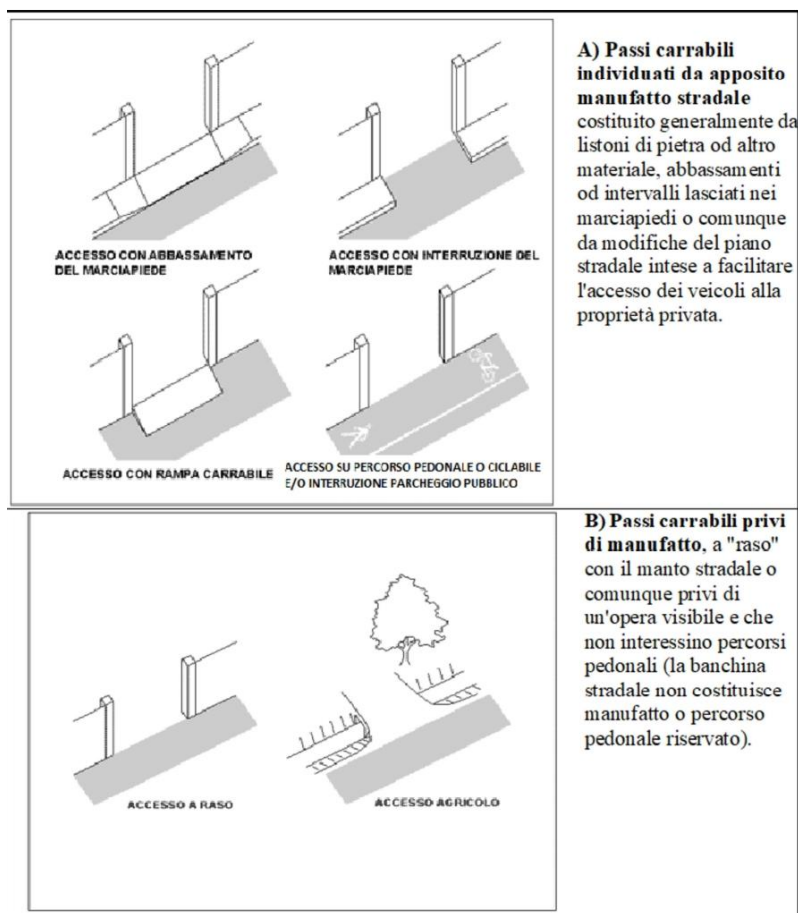 A) Passi carrabili
individuati da apposito
manufatto stradale
costituito generalmente da
listoni di pietra od altro
materiale, abbassamenti
od intervalli lasciati nei
marciapiedi o comunque
da modifiche del piano
stradale intese a facilitare
l'accesso dei veicoli alla
proprietà privata.
ACCESSO CON ABBASSAMENTO
DEL MARCIAPIEDE
ACCESSO CON INTERRUZIONE DEL
MARCIAPIEDE
ACCESSO CON RAMPA CARRABILE
ACCESSO SU PERCORSO PEDONALE O CICLABILE
E/O INTERRUZIONE PARCHEGGIO PUBBLICO
B) Passi carrabili privi
di manufatto, a "raso"
con il manto stradale o
comunque privi di
un'opera visibile e che
non interessino percorsi
pedonali (la banchina
stradale non costituisce
manufatto o percorso
pedonale riservato).
ACCESSO A RASO
ACCESSO AGRICOLO